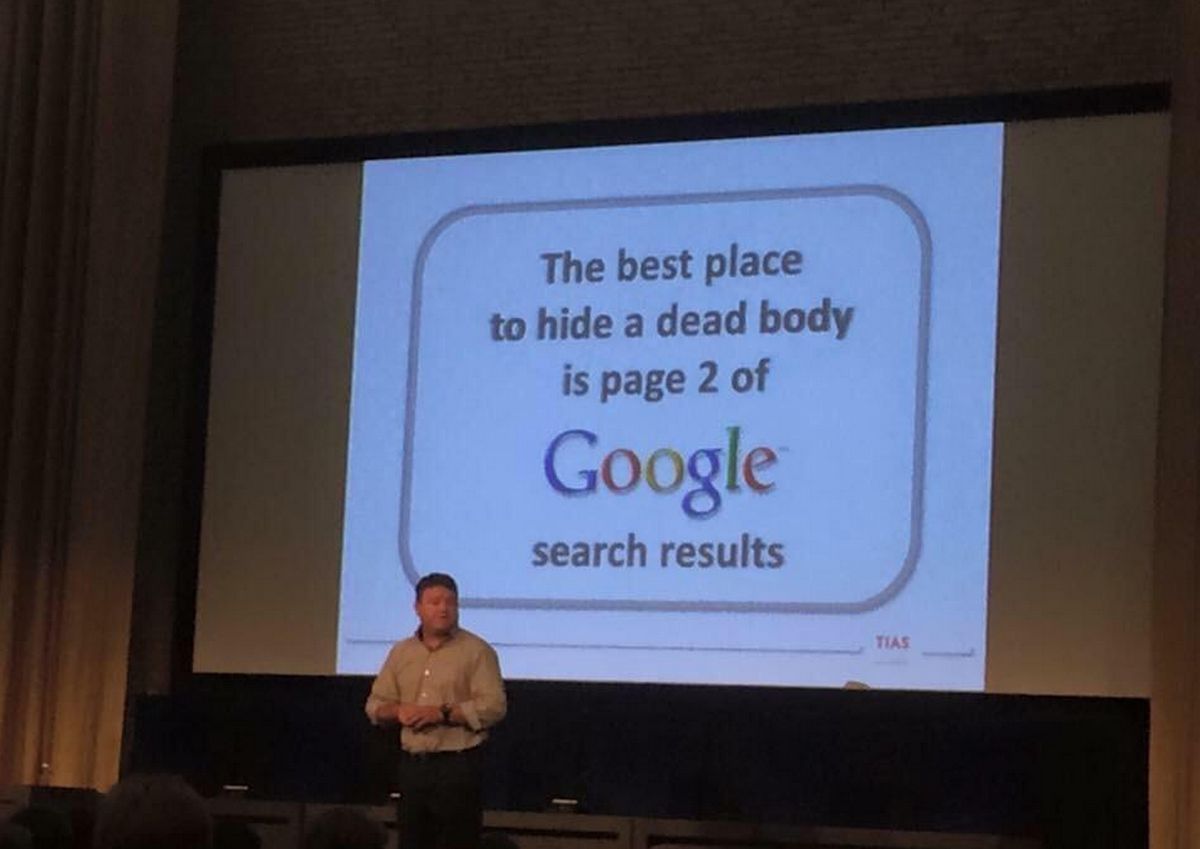 The best place
to hide a dead body
is page 2 of
Google
search results
TIAS